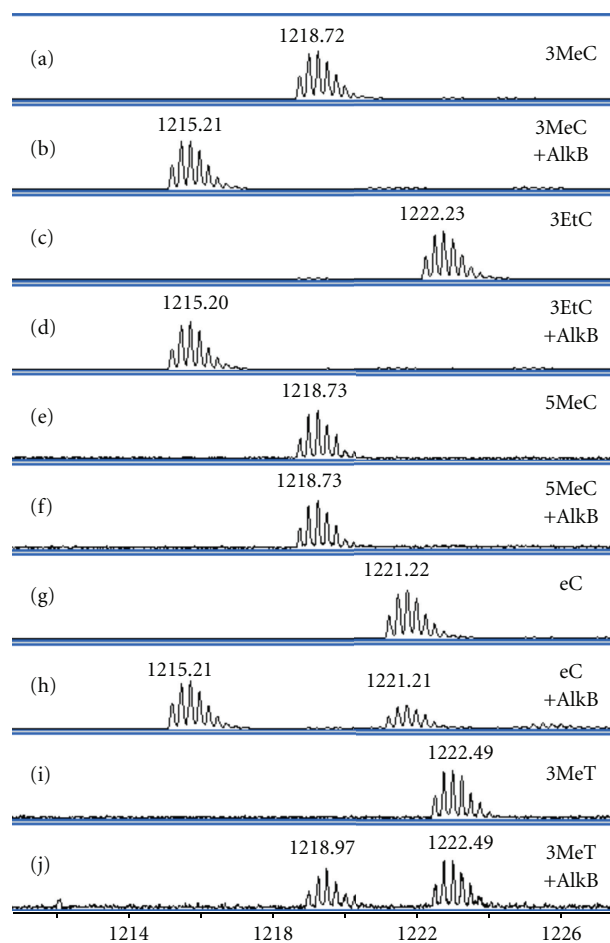 1218.72
(a) 3MeC
1215.21
(b) 3MeC
+AlkB
1222.23
(c) 3EtC
1215.20
(d) 3EtC
+AlkB
1218.73
(e) 5MeC
1218.73
(f) 5MeC
+AlkB
1221.22
(g) eC
1215.21 1221.21
(h) eC
+AlkB
1222.49
(i) 3MeT
1218.97 1222.49
(j) 3MeT
+AlkB
1214 1218 1222 1226